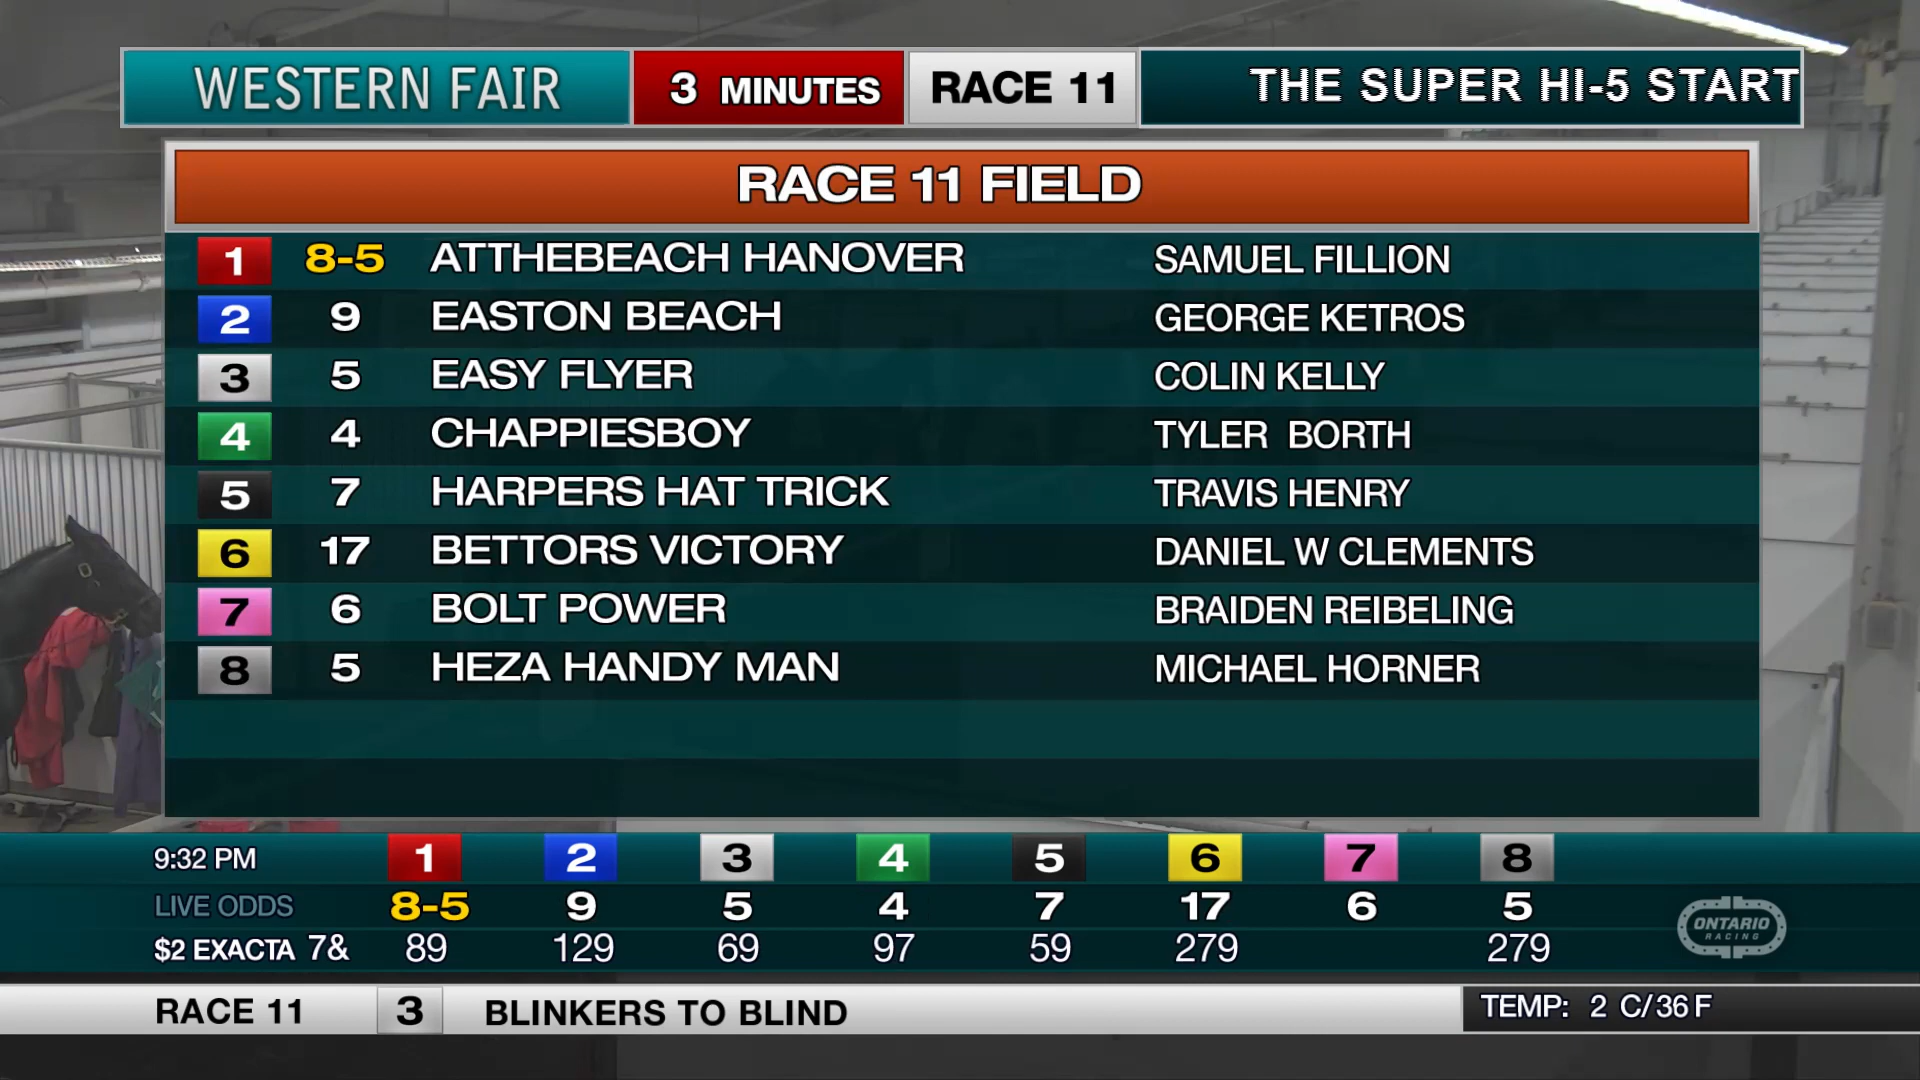 WESTERN FAIR 3 MINUTES RACE 11 THE SUPER HI-5 START
RACE 11 FIELD
1 8-5 ATTHEBEACH HANOVER SAMUEL FILLION
2 9 EASTON BEACH GEORGE KETROS
3 5 EASY FLYER COLIN KELLY
4 4 CHAPPIESBOY TYLER BORTH
5 7 HARPERS HAT TRICK TRAVIS HENRY
6 17 BETTORS VICTORY DANIEL W CLEMENTS
7 6 BOLT POWER BRAIDEN REIBELING
8 5 HEZA HANDY MAN MICHAEL HORNER
9:32 PM 1 2 3 4 5 6 7 8
LIVE ODDS 8-5 9 5 4 7 17 6 5
$2 EXACTA 7& 89 129 69 97 59 279 279
ONTARIO
RACING
RACE 11 3 BLINKERS TO BLIND TEMP: 2 C/36 F